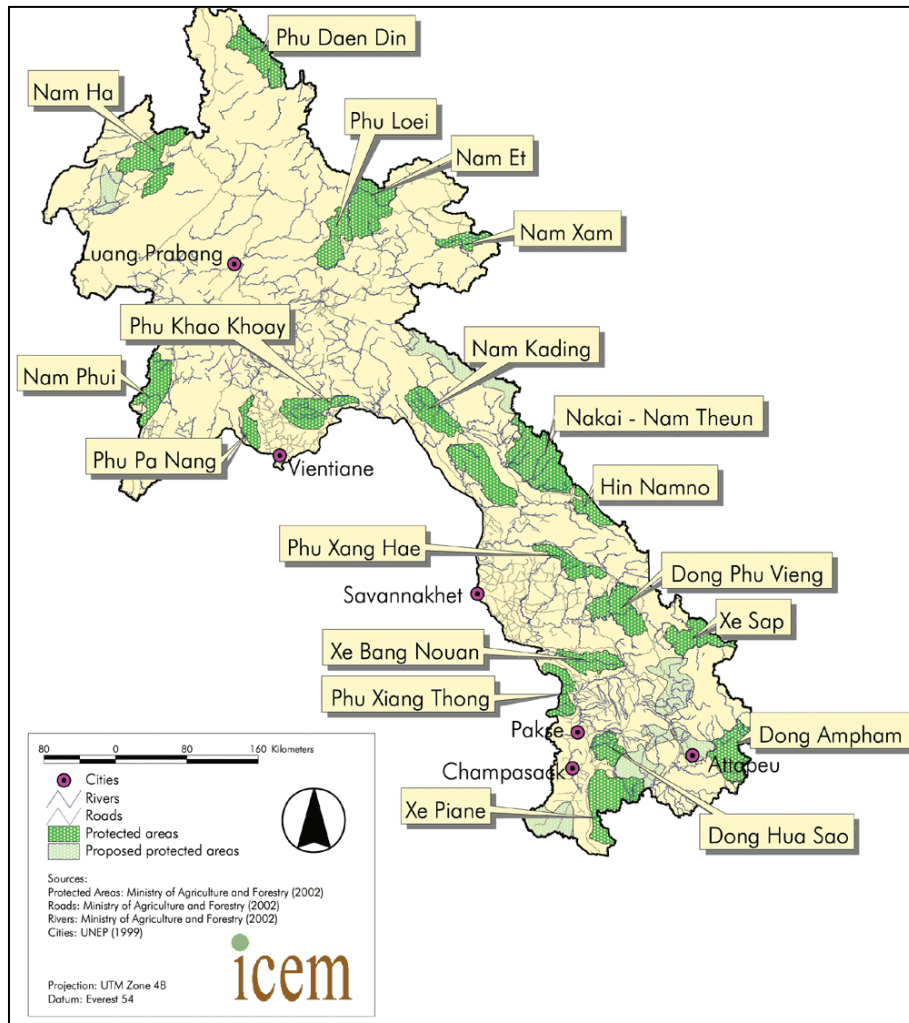 Phu Daen Din
Nam Ha
Phu Loei
Nam Et
Nam Xam
Luang Prabang
Phu Khao Khoay
Nam Kading
Nam Phui
Nakai - Nam Theun
Phu Pa Nang
Vientiane
Hin Namno
Phu Xang Hae
Dong Phu Vieng
Savannakhet
Xe Sap
Xe Bang Nouan
Phu Xiang Thong
Pakse
Dong Ampham
Attapeu
Champasack
Xe Piane
Dong Hua Sao
80 0 80 160 Kilometers
Cities
Rivers
Roads
Protected areas
Proposed protected areas
Sources:
Protected Areas: Ministry of Agriculture and Forestry (2002)
Roads: Ministry of Agriculture and Forestry (2002)
Rivers: Ministry of Agriculture and Forestry (2002)
Cities: UNEP (1999)
icem
Projection: UTM Zone 48
Datum: Everest 54